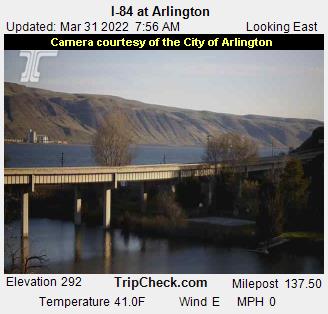 I-84 at Arlington
Updated: Mar 31 2022 7:56 AM Looking East
Camera courtesy of the City of Arlington
Elevation 292 TripCheck.com Milepost 137.50
Temperature 41.0F Wind E MPH 0